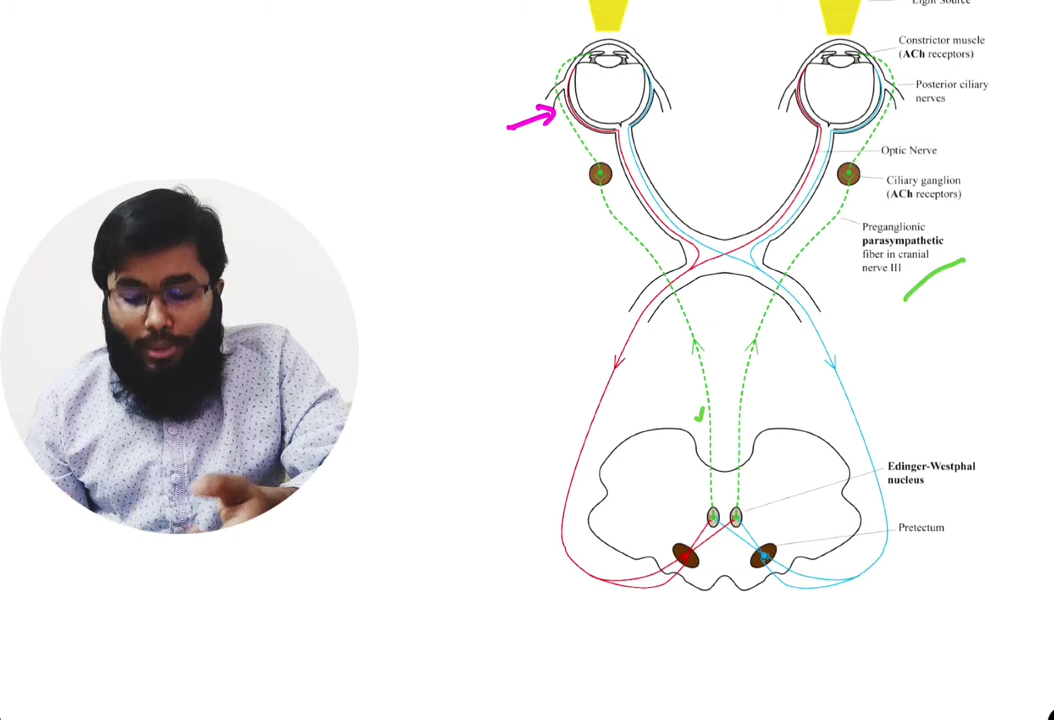 Light Source
Constrictor muscle
(ACh receptors)
Posterior ciliary
nerves
Optic Nerve
Ciliary ganglion
(ACh receptors)
Preganglionic
parasympathetic
fiber in cranial
nerve III
Edinger-Westphal
nucleus
Pretectum